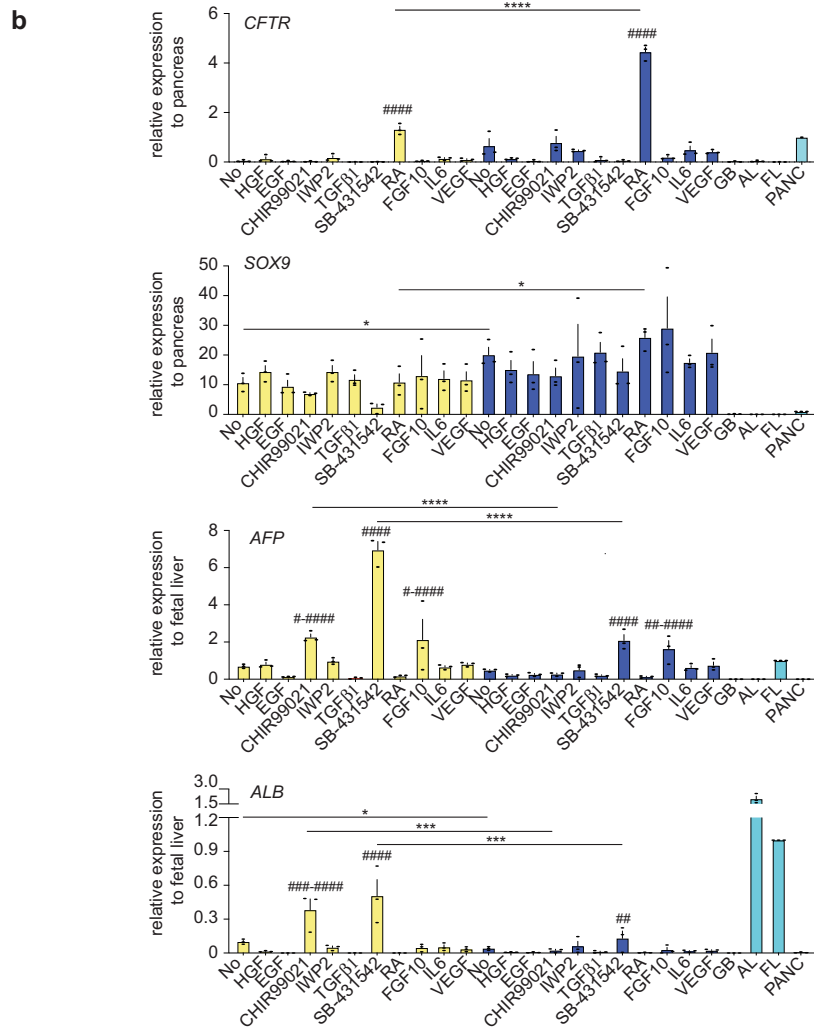 b
CFTR
****
####
####
relative expression
to pancreas
6
4
2
0
No HGF EGF CHIR99021 IWP2 TGFβ1 SB-431542 RA FGF10 IL6 VEGF No HGF EGF CHIR99021 IWP2 TGFβ1 SB-431542 RA FGF10 IL6 VEGF GB AL FL PANC
SOX9
*
*
relative expression
to pancreas
50
40
30
20
10
0
No HGF EGF CHIR99021 IWP2 TGFβ1 SB-431542 RA FGF10 IL6 VEGF No HGF EGF CHIR99021 IWP2 TGFβ1 SB-431542 RA FGF10 IL6 VEGF GB AL FL PANC
AFP
****
****
####
#-####
#-####
####
##-####
relative expression
to fetal liver
8
6
4
2
0
No HGF EGF CHIR99021 IWP2 TGFβ1 SB-431542 RA FGF10 IL6 VEGF No HGF EGF CHIR99021 IWP2 TGFβ1 SB-431542 RA FGF10 IL6 VEGF GB AL FL PANC
ALB
*
***
***
####
###-####
##
relative expression
to fetal liver
3.0
1.5
1.2
0.9
0.6
0.3
0
No HGF EGF CHIR99021 IWP2 TGFβ1 SB-431542 RA FGF10 IL6 VEGF No HGF EGF CHIR99021 IWP2 TGFβ1 SB-431542 RA FGF10 IL6 VEGF GB AL FL PANC